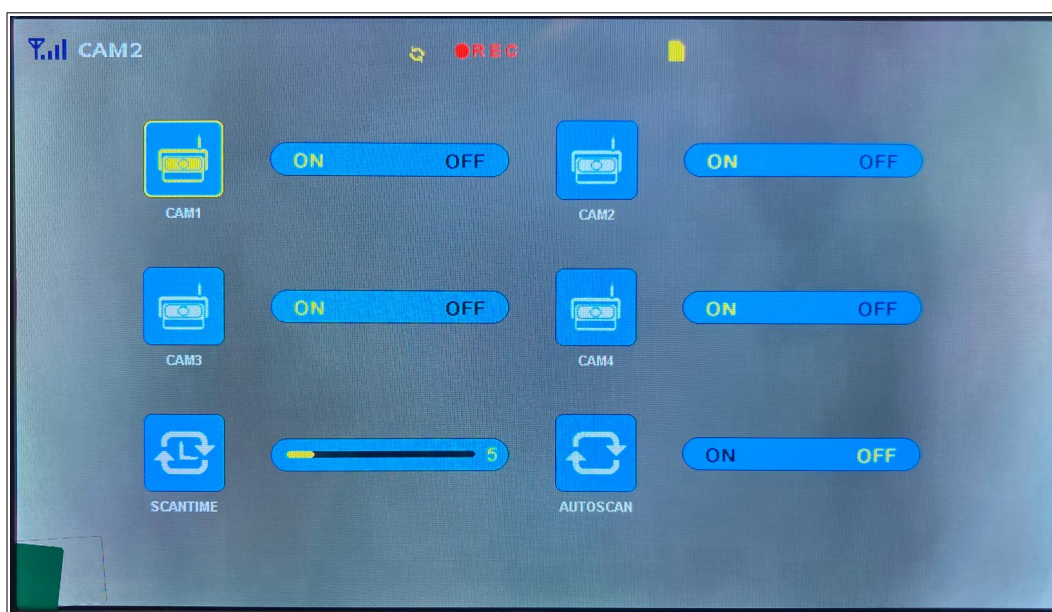 CAM2 REC
ON OFF ON OFF
CAM1 CAM2
ON OFF ON OFF
CAM3 CAM4
5 ON OFF
SCANTIME AUTOSCAN